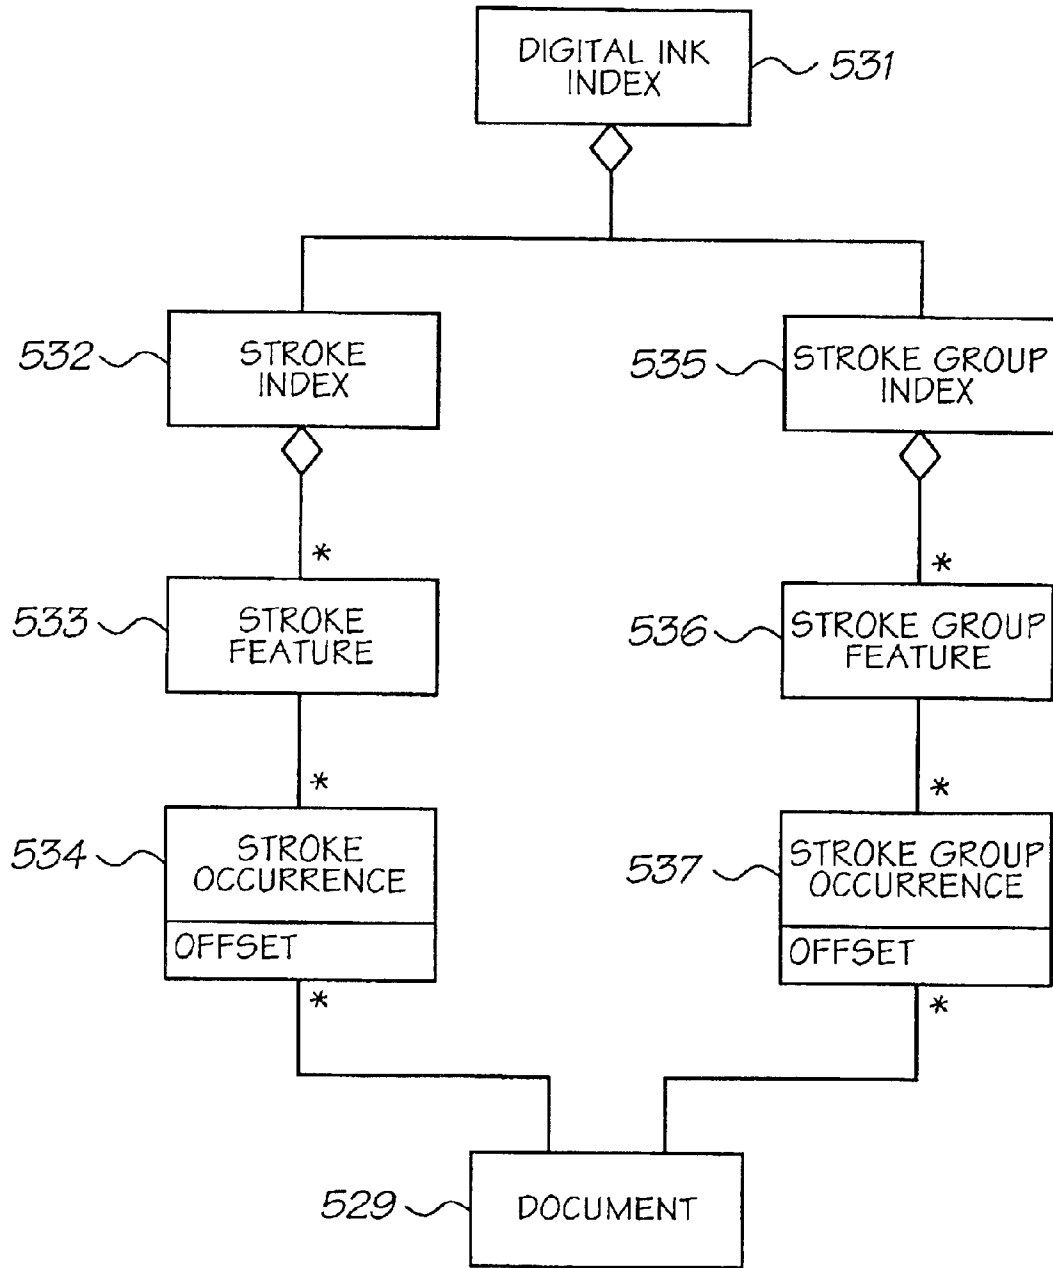 DIGITAL INK
INDEX
531
532
STROKE
INDEX
535
STROKE GROUP
INDEX
*
*
533
STROKE
FEATURE
536
STROKE GROUP
FEATURE
*
*
534
STROKE
OCCURRENCE
OFFSET
537
STROKE GROUP
OCCURRENCE
OFFSET
*
*
529
DOCUMENT